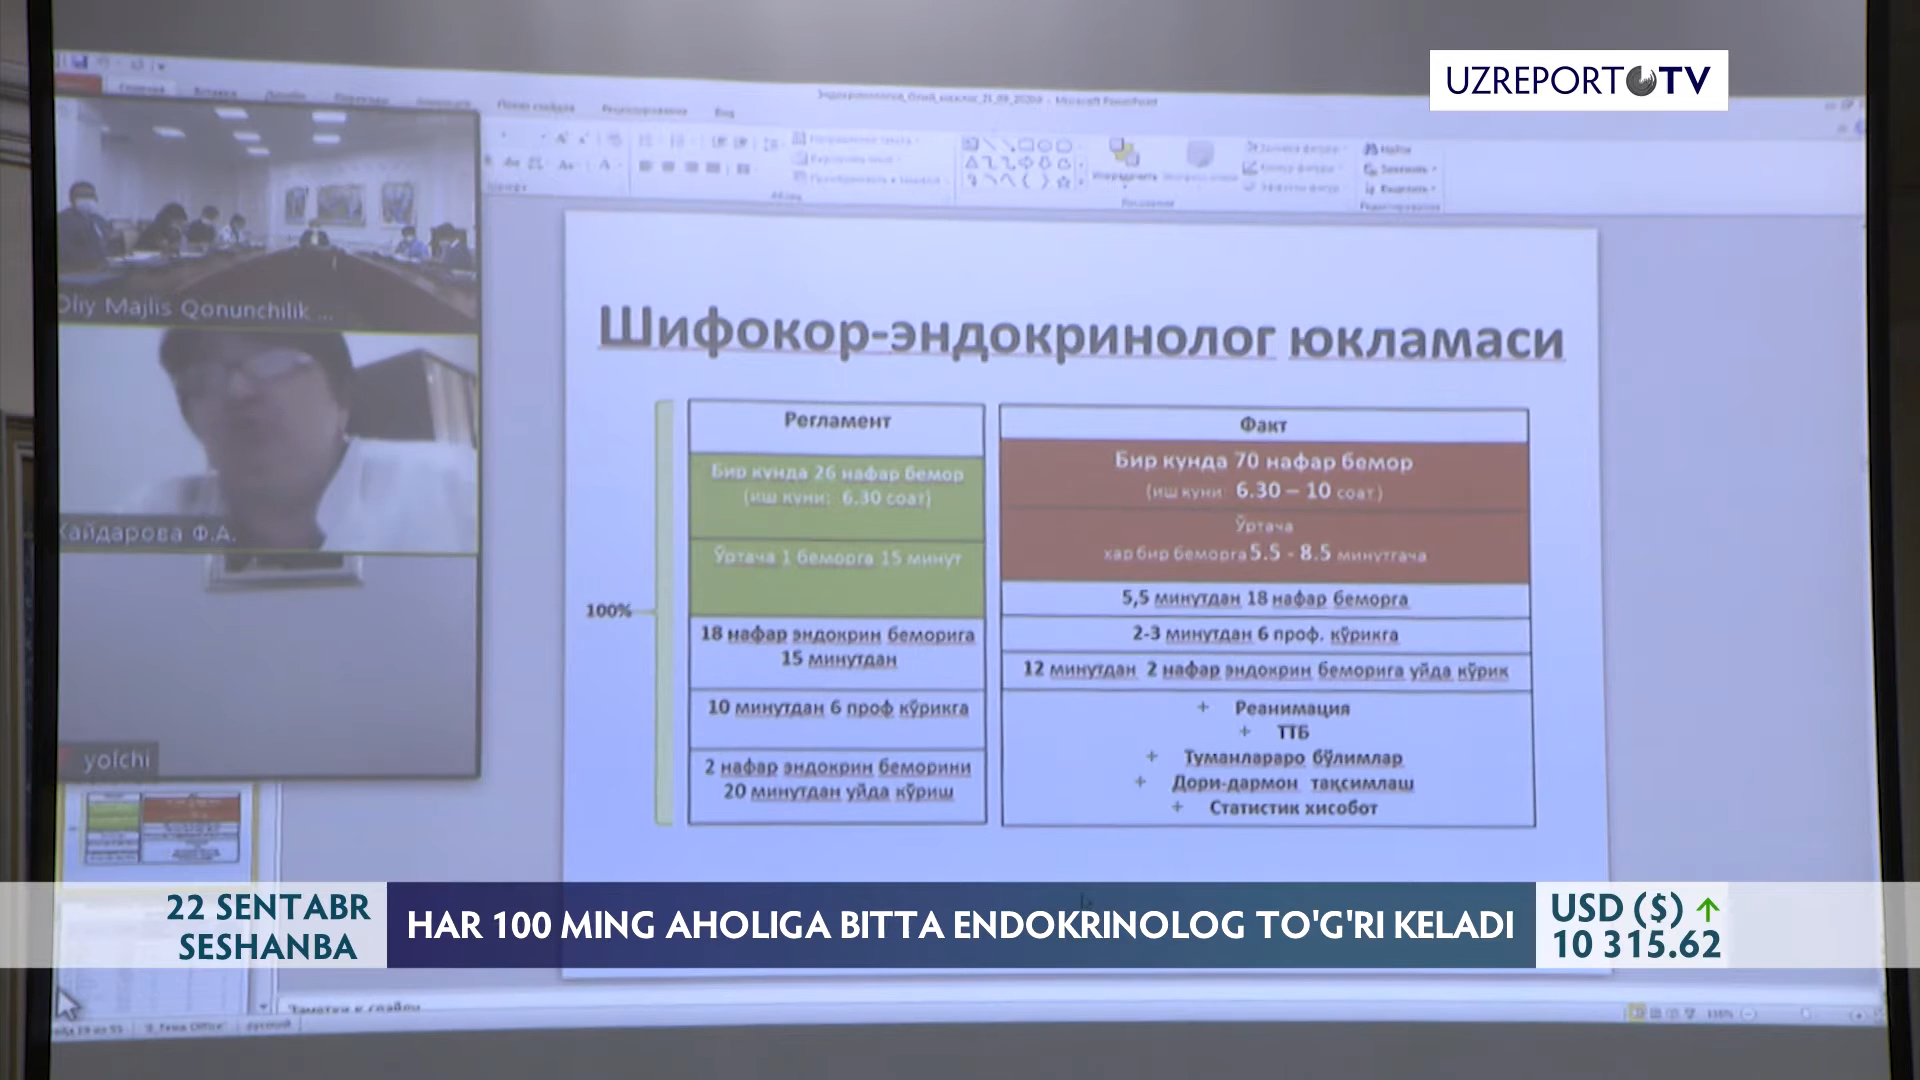 UZREPORT TV
Эндокринология_Олий_мажлис_21_09_2020й - Microsoft PowerPoint
Oliy Majlis Qonunchilik ...
Хайдарова Ф.А.
yolchi
Шифокор-эндокринолог юкламаси
100%
Регламент
Бир кунда 26 нафар бемор
(иш куни: 6.30 соат)
Ўртача 1 беморга 15 минут
18 нафар эндокрин беморига
15 минутдан
10 минутдан 6 проф кўрикга
2 нафар эндокрин беморини
20 минутдан уйда кўриш
Факт
Бир кунда 70 нафар бемор
(иш куни 6.30 – 10 соат)
Ўртача
хар бир беморга 5.5 - 8.5 минутгача
5,5 минутдан 18 нафар беморга
2-3 минутдан 6 проф. кўрикга
12 минутдан 2 нафар эндокрин беморига уйда кўрик
+ Реанимация
+ ТТБ
+ Туманлараро бўлимлар
+ Дори-дармон тақсимлаш
+ Статистик хисобот
22 SENTABR
SESHANBA
HAR 100 MING AHOLIGA BITTA ENDOKRINOLOG TO'G'RI KELADI
USD ($)
10 315.62
Заметки к слайду